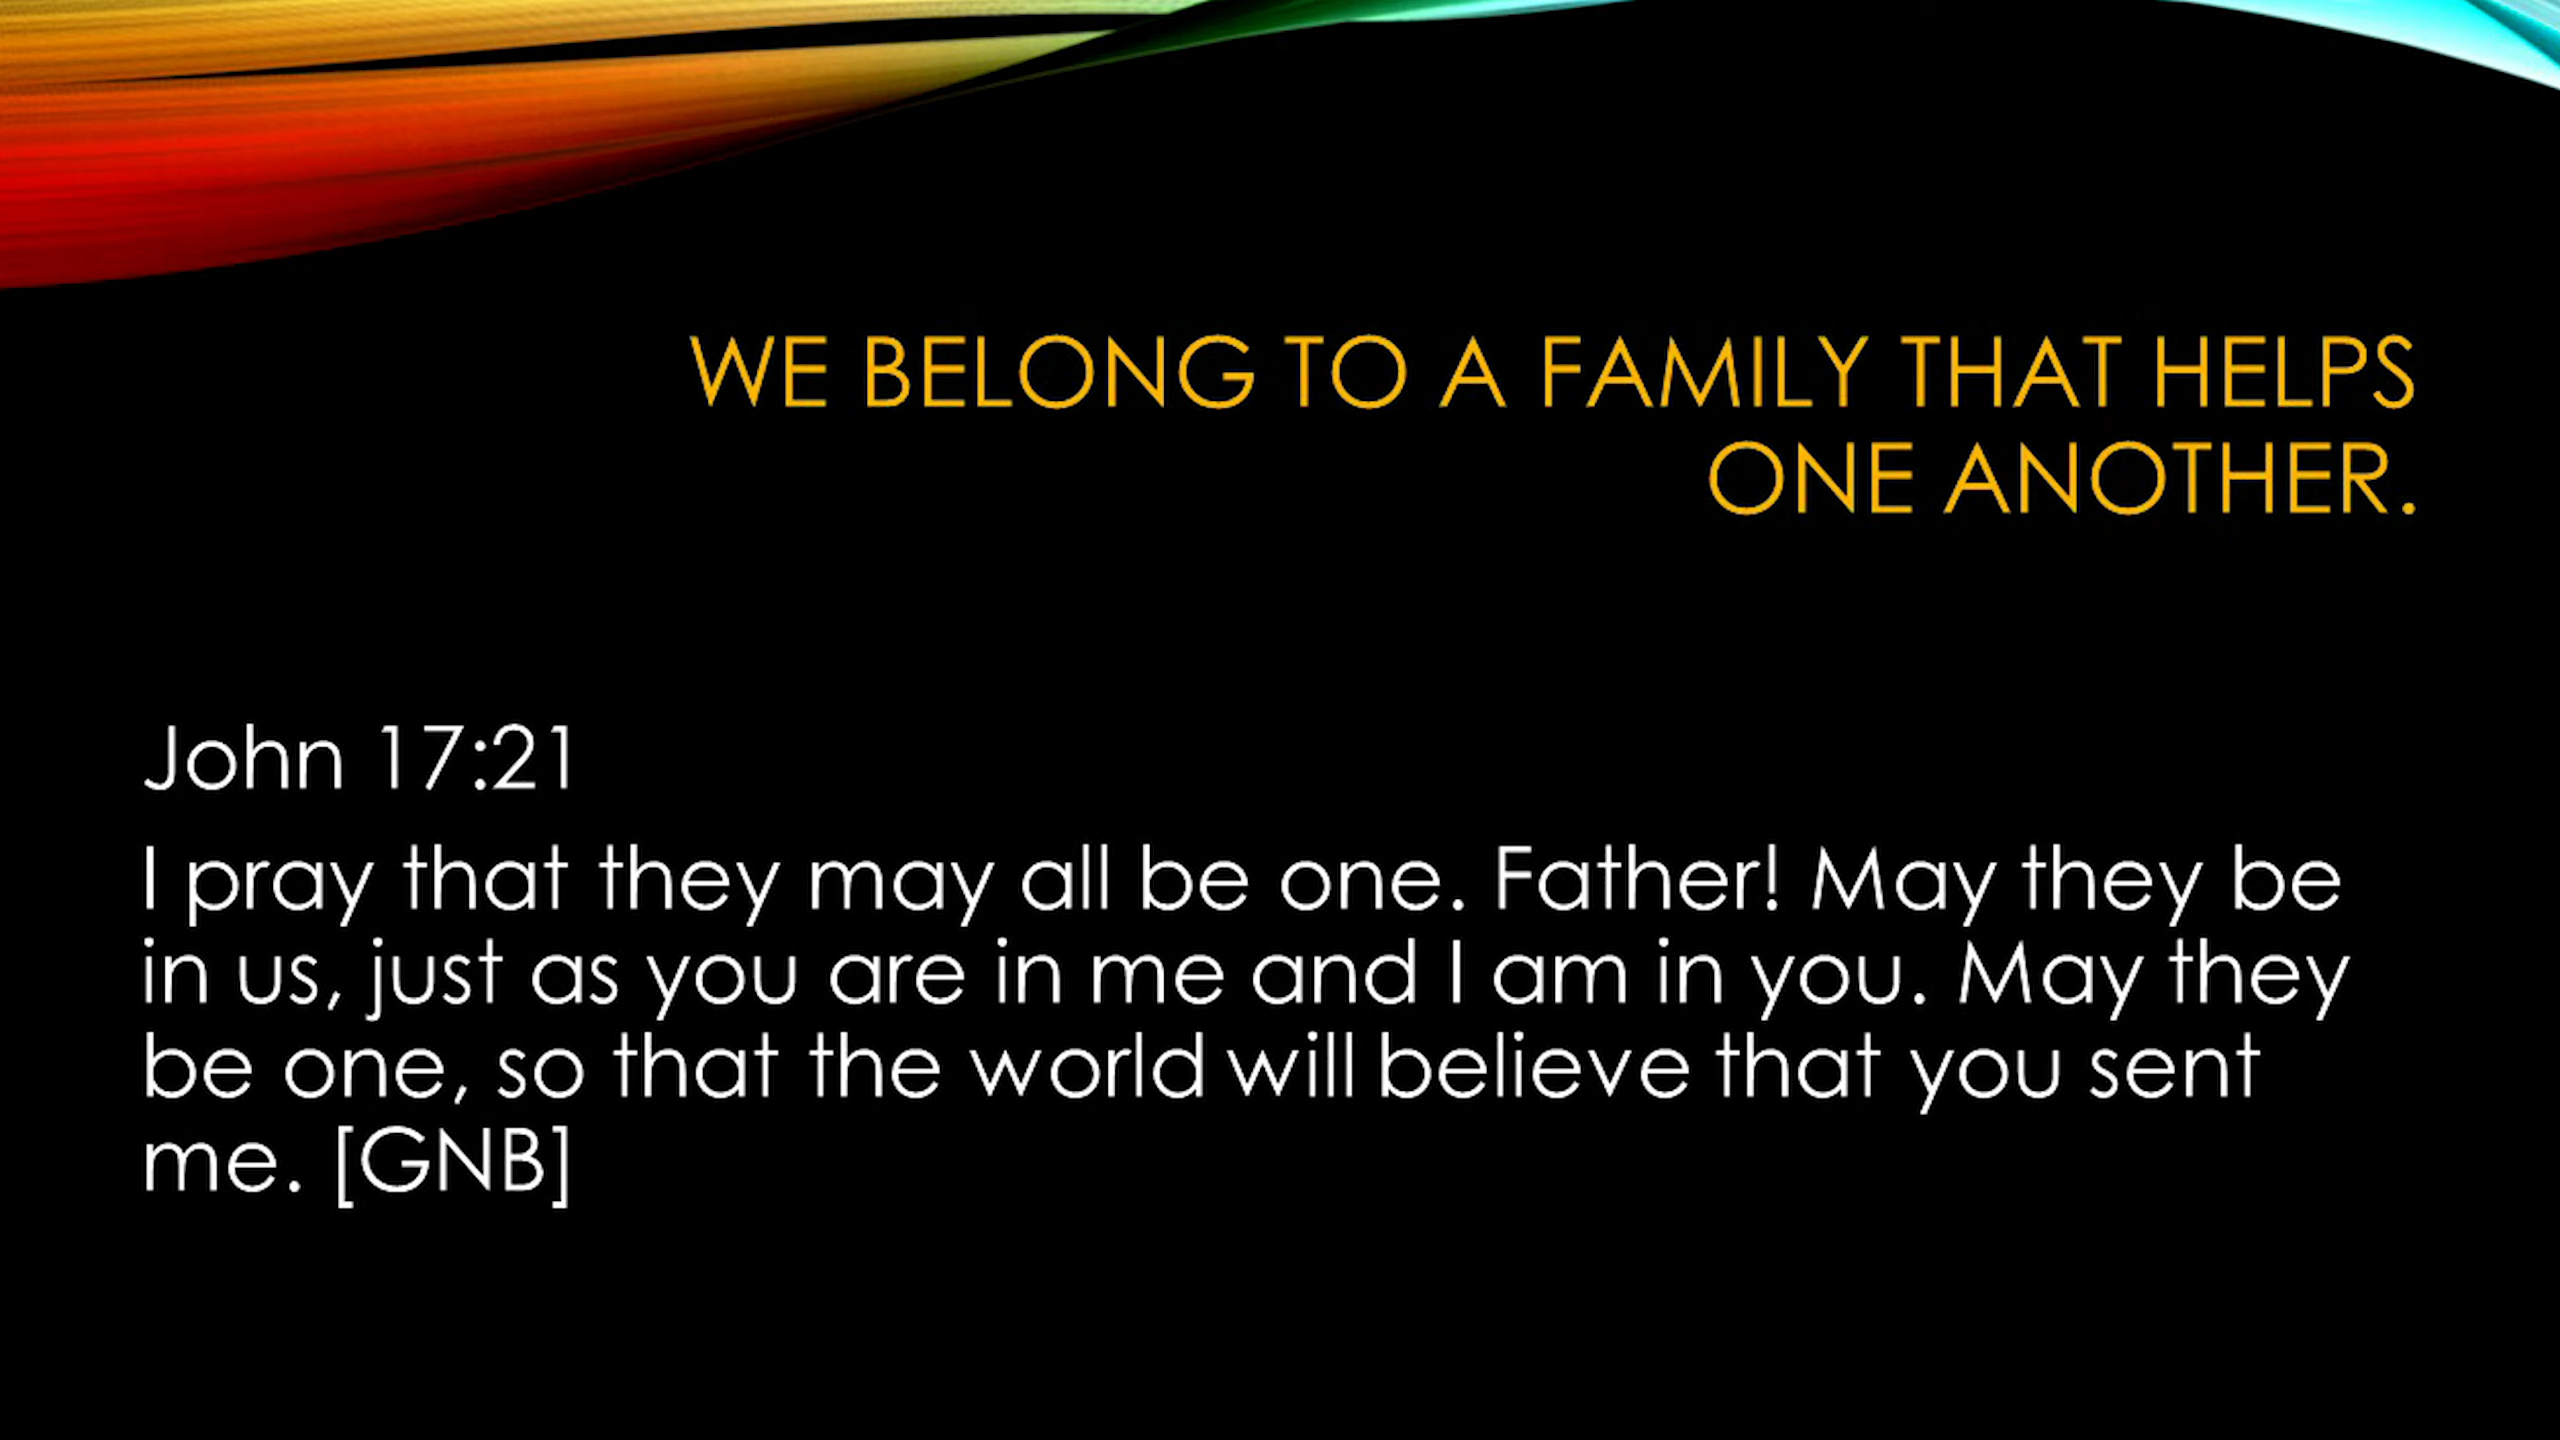 WE BELONG TO A FAMILY THAT HELPS
ONE ANOTHER.
John 17:21
I pray that they may all be one. Father! May they be
in us, just as you are in me and I am in you. May they
be one, so that the world will believe that you sent
me. [GNB]